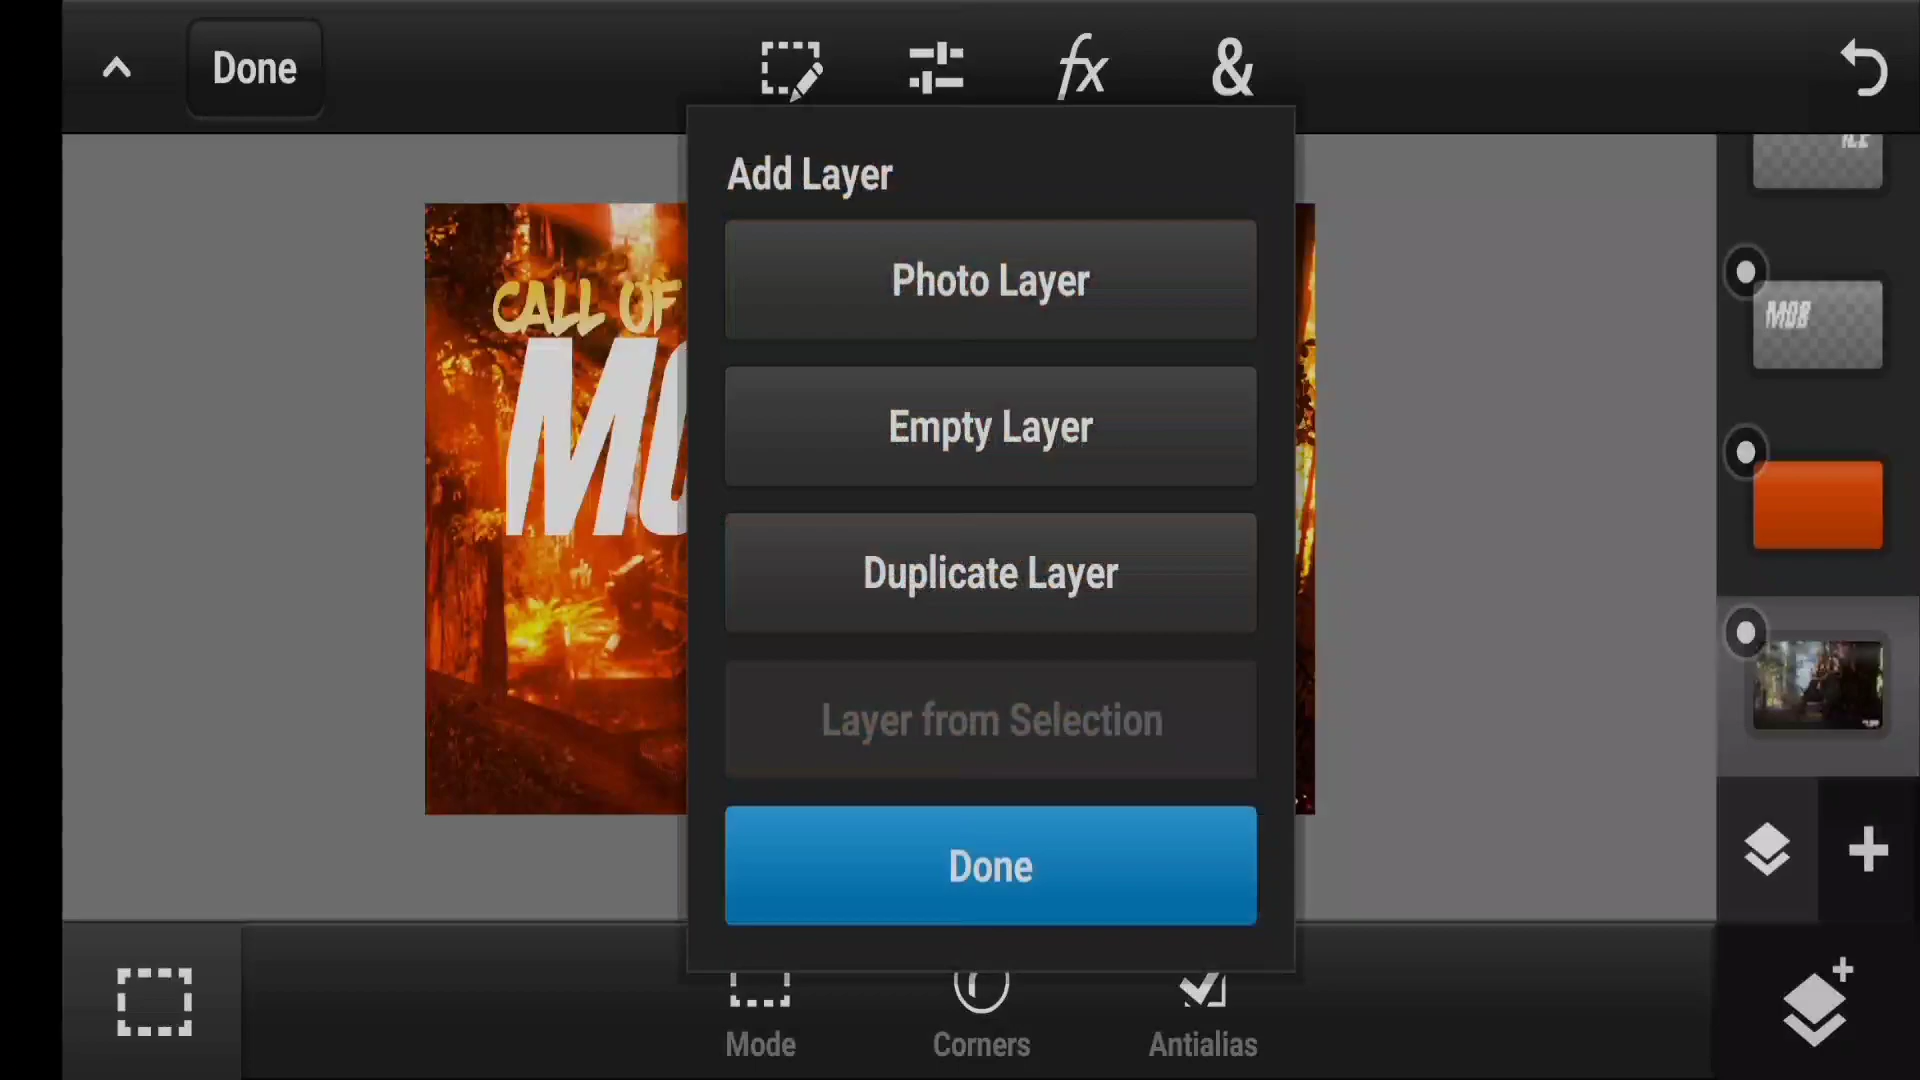 Done
fx
&
Add Layer
Photo Layer
Empty Layer
Duplicate Layer
Layer from Selection
Done
CALL OF
MO
MOB
Mode
Corners
Antialias